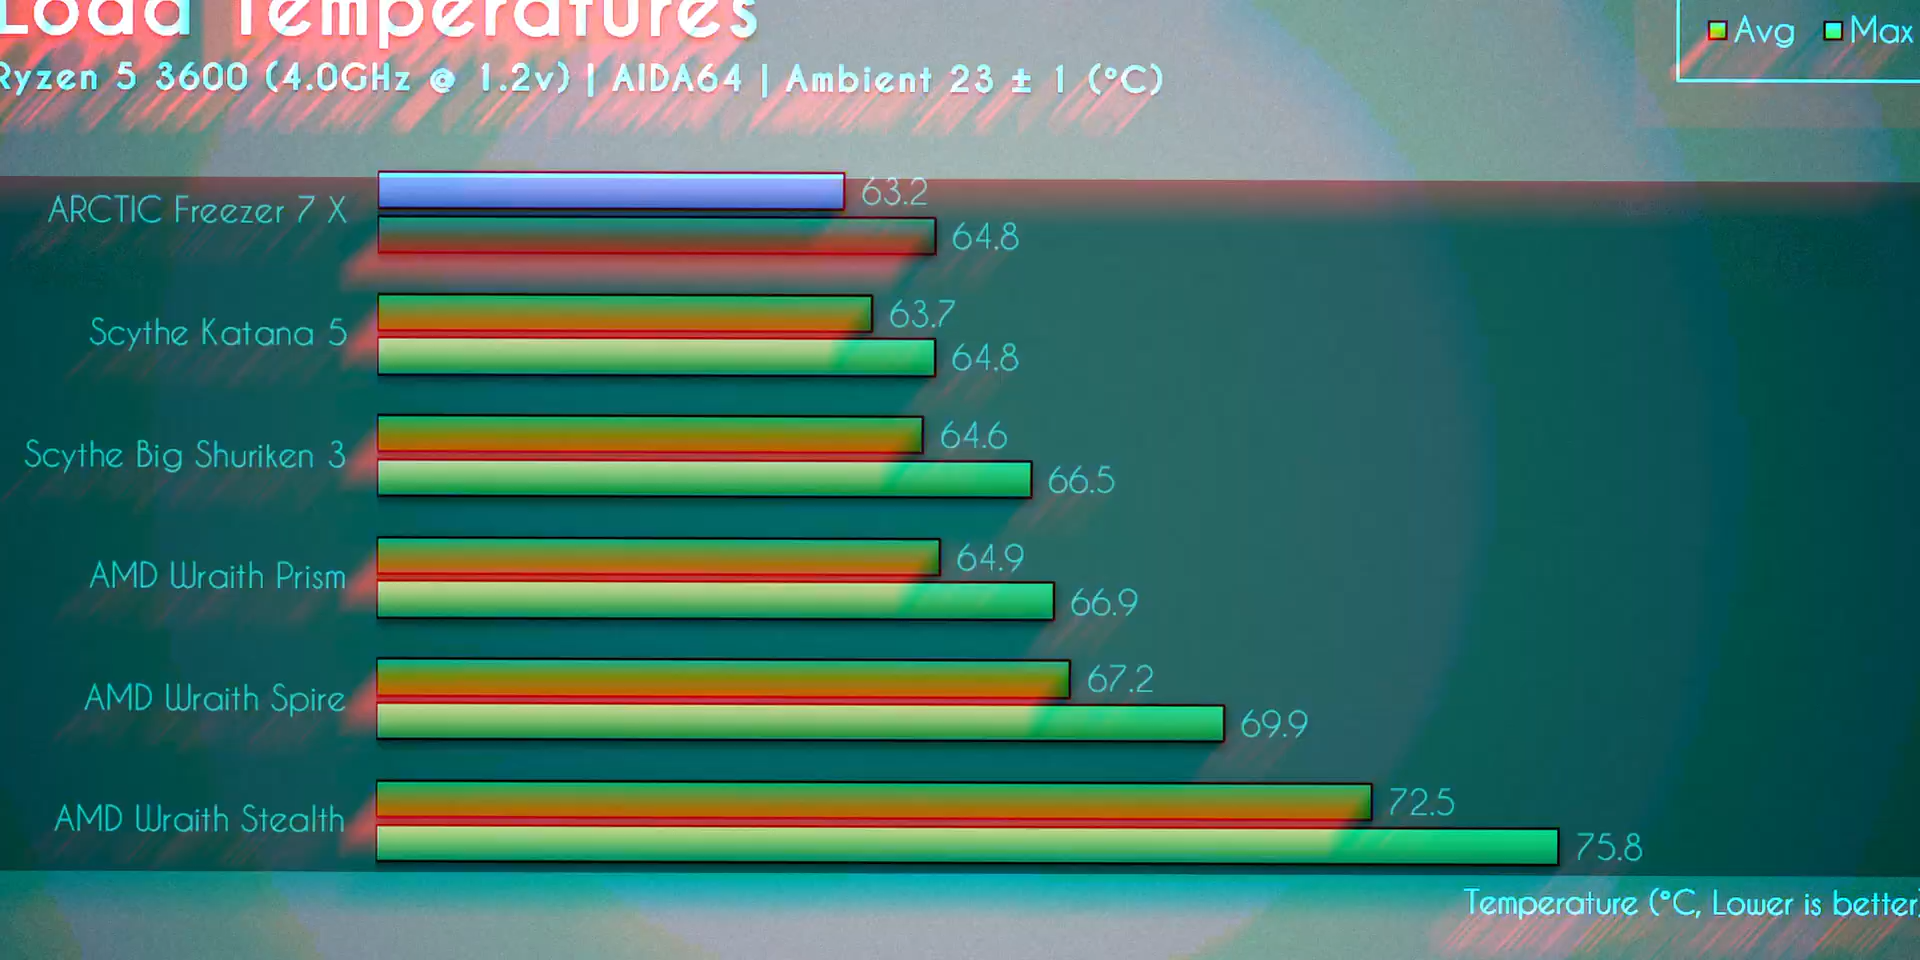 Load Temperatures
Ryzen 5 3600 (4.0GHz @ 1.2v) | AIDA64 | Ambient 23 ± 1 (°C)
Avg Max
ARCTIC Freezer 7 X
63.2
64.8
Scythe Katana 5
63.7
64.8
Scythe Big Shuriken 3
64.6
66.5
AMD Wraith Prism
64.9
66.9
AMD Wraith Spire
67.2
69.9
AMD Wraith Stealth
72.5
75.8
Temperature (°C, Lower is better)